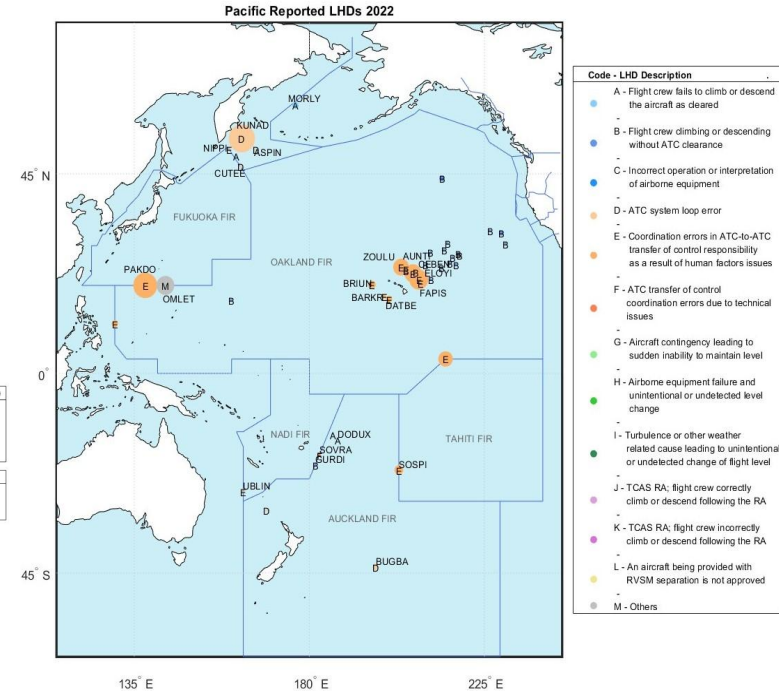 Pacific Reported LHDs 2022
MORLY
A
KUNAD
D
NIPPI
E
D
ASPIN
A
D
CUTEE
45° N
B
FUKUOKA FIR
B
B
B
B
B
B
OAKLAND FIR
ZOULU
AUNTI
E
ELOYI
PAKDO
E
M
OMLET
BRIUN
E
FAPIS
B
DATBE
E
E
0°
NADI FIR
A DODUX
A
SOVRA
GURDI
B
TAHITI FIR
SOSPI
E
UBLIN
E
D
AUCKLAND FIR
BUGBA
D
45° S
135° E
180° E
225° E
Code - LHD Description
A - Flight crew fails to climb or descend
the aircraft as cleared
-
B - Flight crew climbing or descending
without ATC clearance
-
C - Incorrect operation or interpretation
of airborne equipment
-
D - ATC system loop error
-
E - Coordination errors in ATC-to-ATC
transfer of control responsibility
as a result of human factors issues
-
F - ATC transfer of control
coordination errors due to technical
issues
-
G - Aircraft contingency leading to
sudden inability to maintain level
-
H - Airborne equipment failure and
unintentional or undetected level
change
-
I - Turbulence or other weather
related cause leading to unintentional
or undetected change of flight level
-
J - TCAS RA; flight crew correctly
climb or descend following the RA
-
K - TCAS RA; flight crew incorrectly
climb or descend following the RA
-
L - An aircraft being provided with
RVSM separation is not approved
-
M - Others